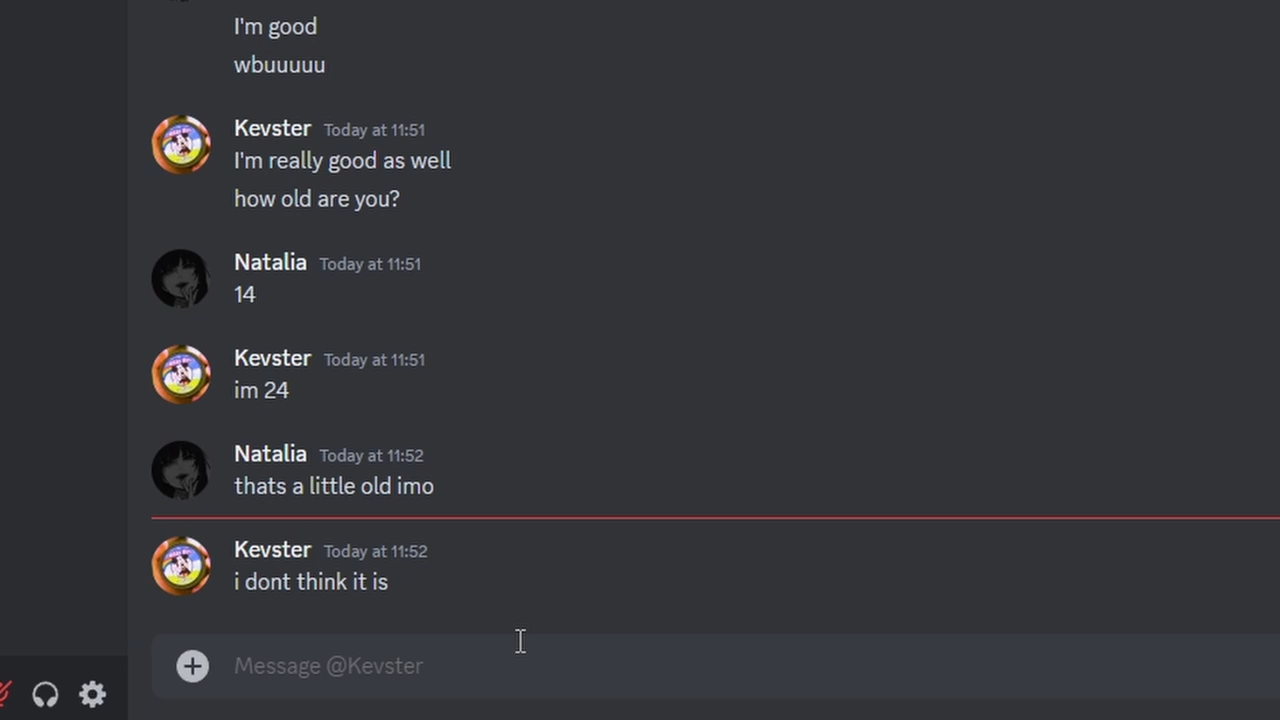 I'm good
wbuuuuu
Kevster Today at 11:51
I'm really good as well
how old are you?
Natalia Today at 11:51
14
Kevster Today at 11:51
im 24
Natalia Today at 11:52
thats a little old imo
Kevster Today at 11:52
i dont think it is
Message @Kevster